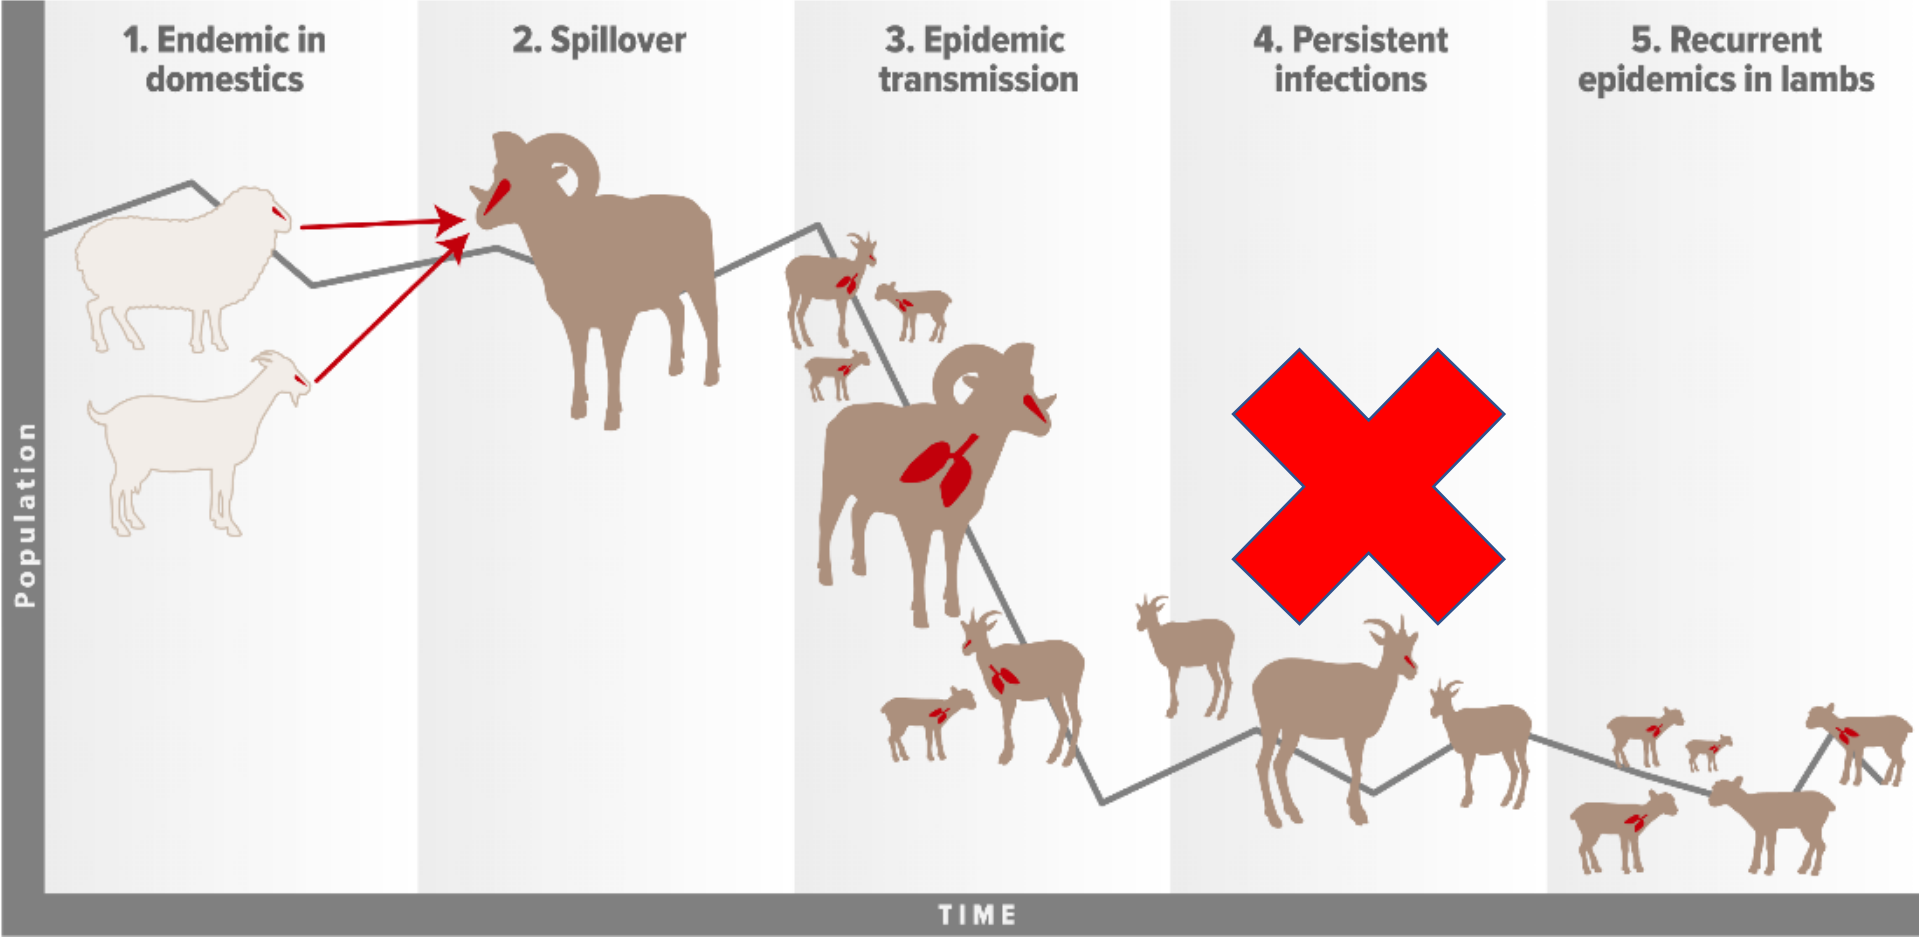 1. Endemic in
domestics
2. Spillover
3. Epidemic
transmission
4. Persistent
infections
5. Recurrent
epidemics in lambs
Population
TIME